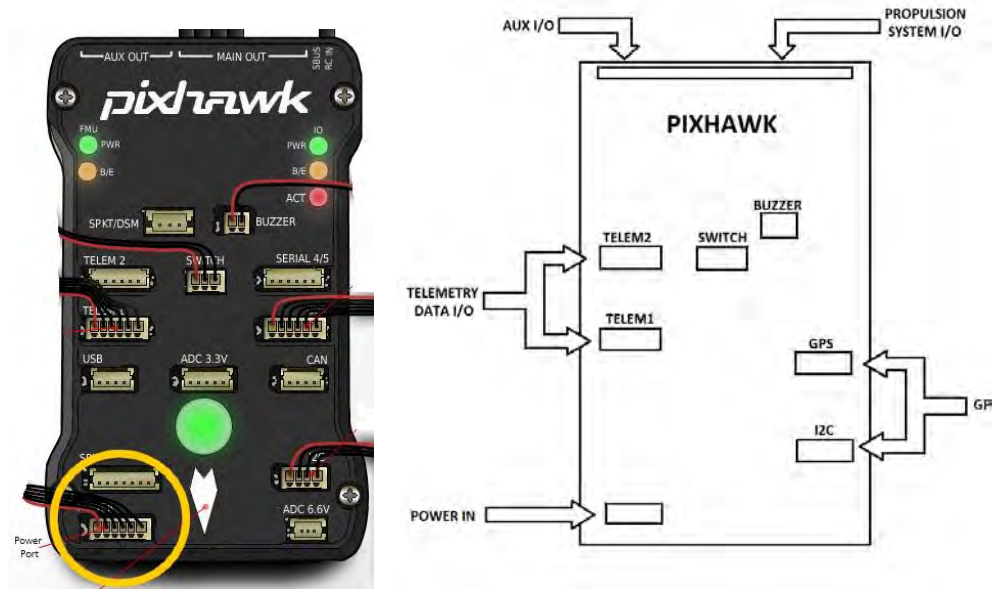 AUX OUT
MAIN OUT
SBUS
RC IN
pixhawk
FMU
PWR
B/E
IO
PWR
B/E
ACT
SPKT/DSM
BUZZER
TELEM 2
SWITCH
SERIAL 4/5
USB
ADC 3.3V
CAN
ADC 6.6V
Power
Port
AUX I/O
PROPULSION
SYSTEM I/O
PIXHAWK
BUZZER
TELEM2
SWITCH
TELEMETRY
DATA I/O
TELEM1
GPS
GP
I2C
POWER IN